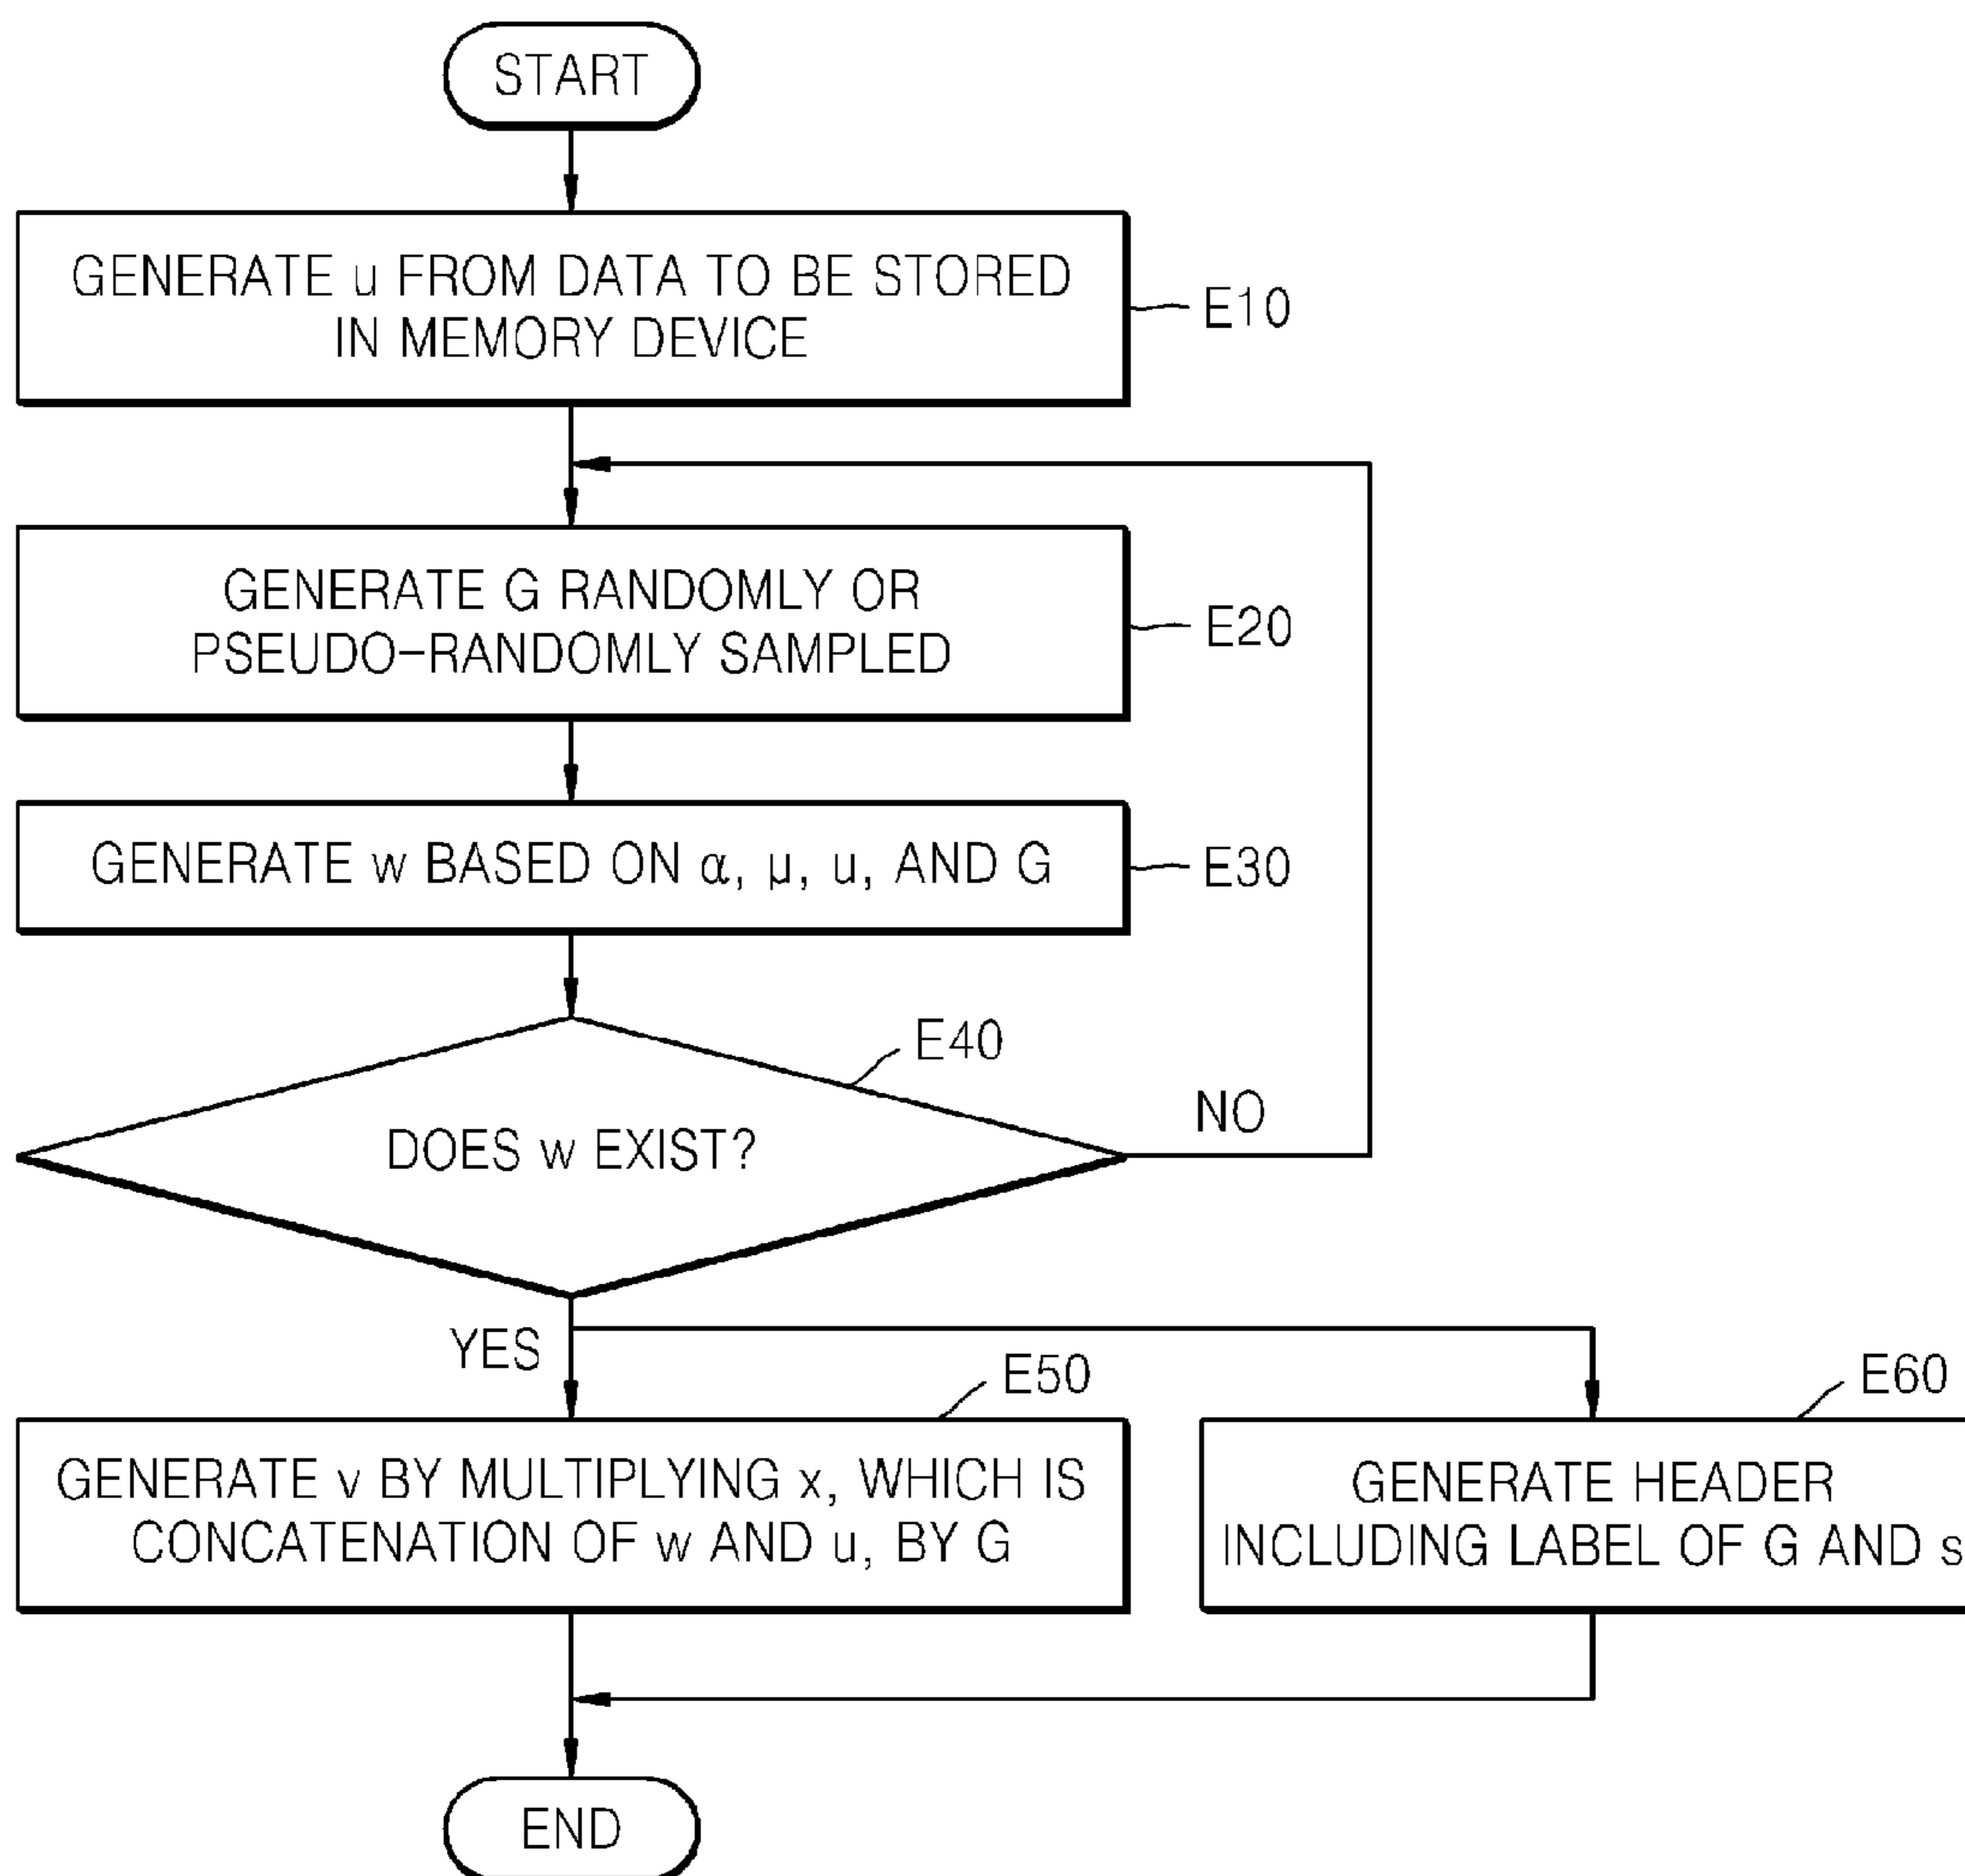 START
GENERATE u FROM DATA TO BE STORED
IN MEMORY DEVICE
E10
GENERATE G RANDOMLY OR
PSEUDO-RANDOMLY SAMPLED
E20
GENERATE w BASED ON α, μ, u, AND G
E30
E40
DOES w EXIST?
NO
YES
E50
GENERATE v BY MULTIPLYING x, WHICH IS
CONCATENATION OF w AND u, BY G
E60
GENERATE HEADER
INCLUDING LABEL OF G AND s
END